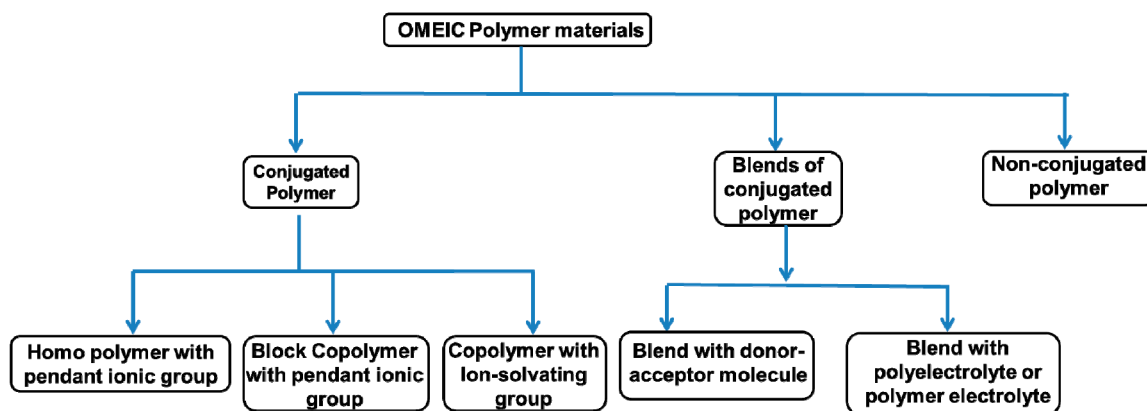 OMEIC Polymer materials
Conjugated
Polymer
Blends of
conjugated
polymer
Non-conjugated
polymer
Homo polymer with
pendant ionic group
Block Copolymer
with pendant ionic
group
Copolymer with
Ion-solvating
group
Blend with donor-
acceptor molecule
Blend with
polyelectrolyte or
polymer electrolyte